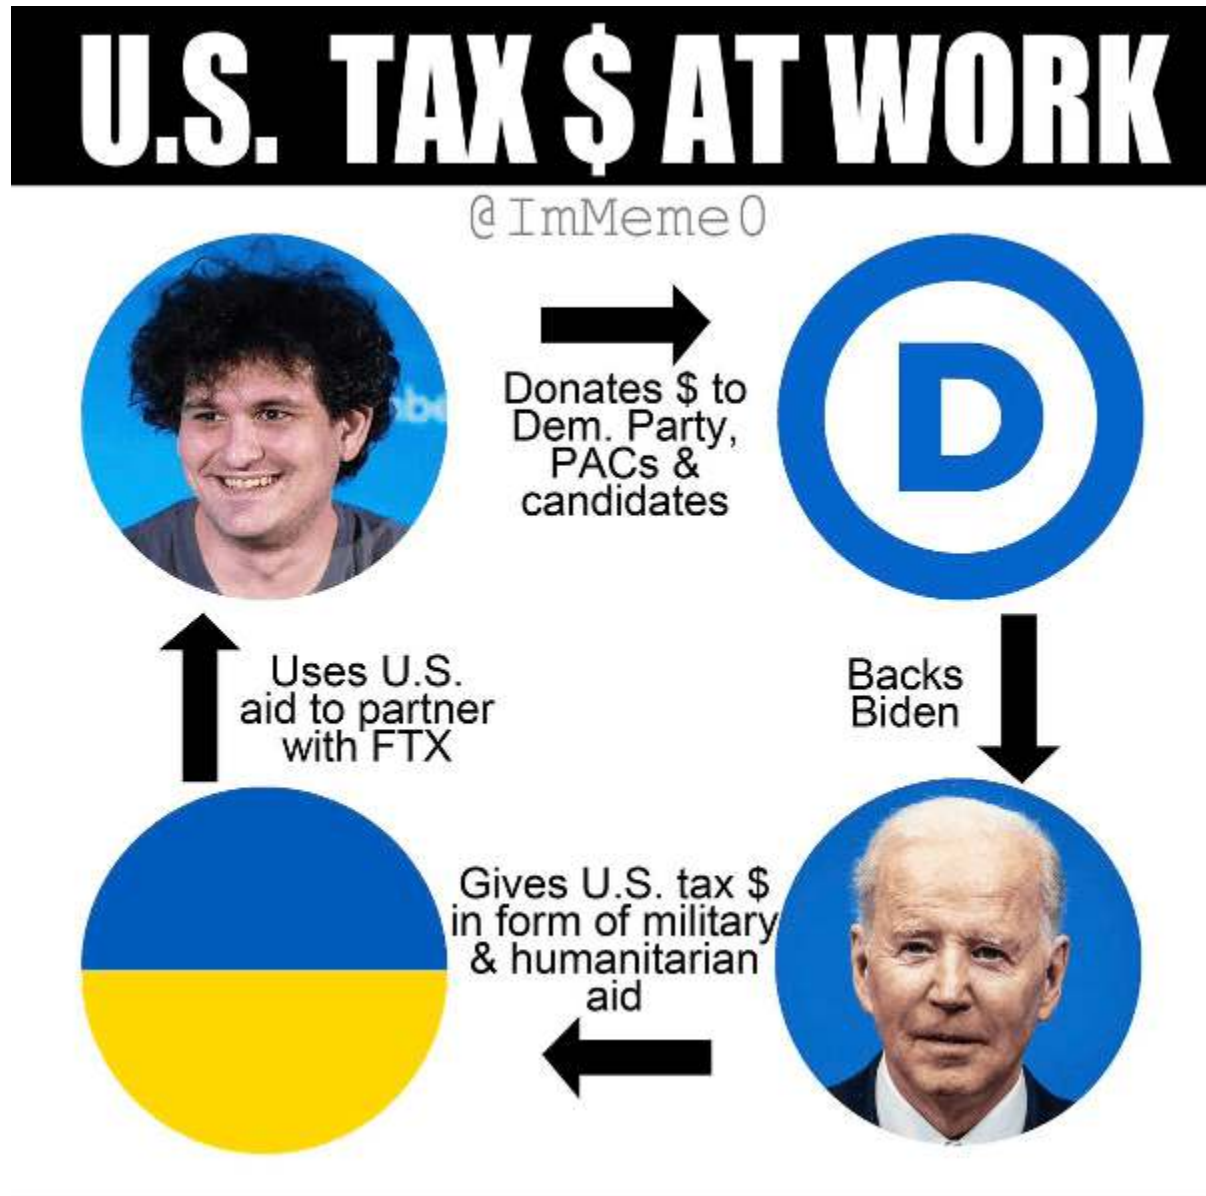 U.S. TAX $ AT WORK
@ImMeme0
Donates $ to
Dem. Party,
PACs &
candidates
D
Uses U.S.
aid to partner
with FTX
Backs
Biden
Gives U.S. tax $
in form of military
& humanitarian
aid